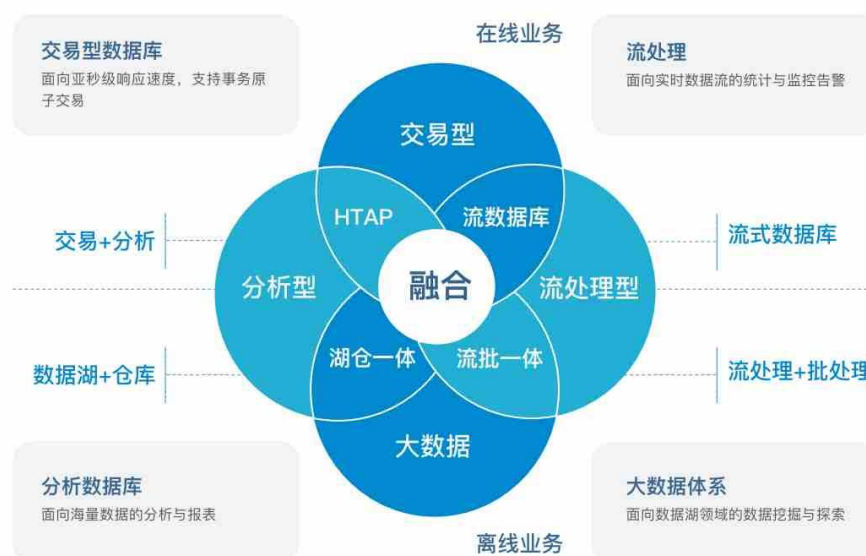 在线业务
交易型数据库
面向亚秒级响应速度，支持事务原
子交易
流处理
面向实时数据流的统计与监控告警
交易型
HTAP
流数据库
交易+分析
流式数据库
分析型
融合
流处理型
湖仓一体
流批一体
数据湖+仓库
流处理+批处理
大数据
分析数据库
面向海量数据的分析与报表
大数据体系
面向数据湖领域的数据挖掘与探索
离线业务